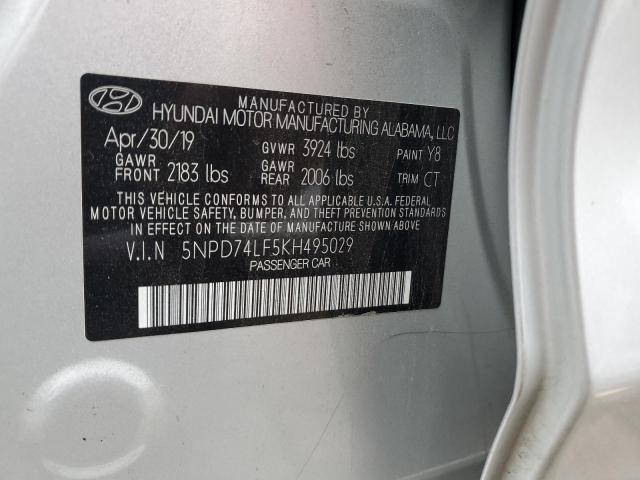 MANUFACTURED BY
HYUNDAI MOTOR MANUFACTURING ALABAMA, LLC
Apr/30/19 GVWR 3924 lbs PAINT Y8
GAWR FRONT 2183 lbs GAWR REAR 2006 lbs TRIM CT
THIS VEHICLE CONFORMS TO ALL APPLICABLE U.S.A. FEDERAL
MOTOR VEHICLE SAFETY, BUMPER, AND THEFT PREVENTION STANDARDS
IN EFFECT ON THE DATE OF MANUFACTURE SHOWN ABOVE.
V.I.N 5NPD74LF5KH495029
PASSENGER CAR